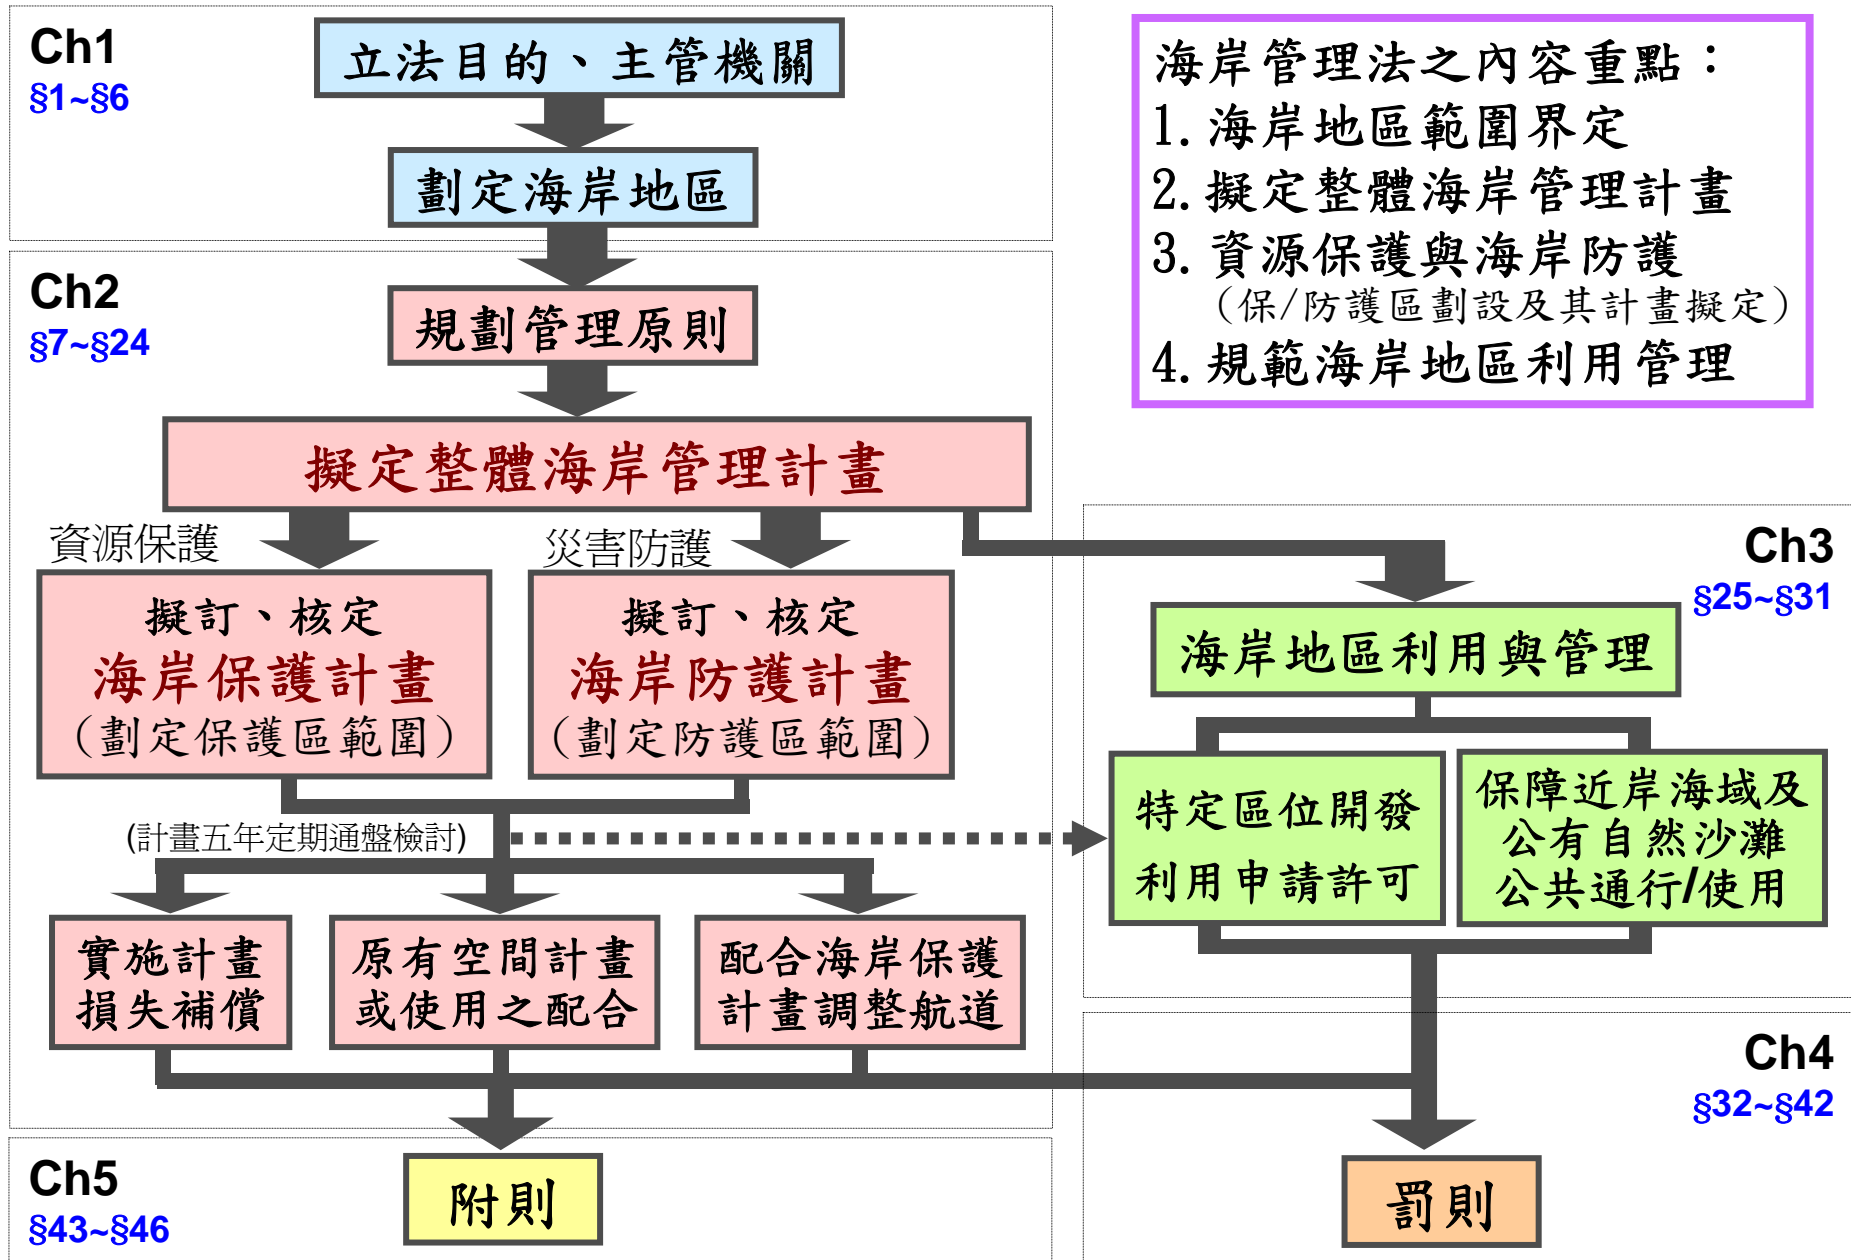 Ch1
§1~§6
立法目的、主管機關
劃定海岸地區
海岸管理法之內容重點：
1.海岸地區範圍界定
2.擬定整體海岸管理計畫
3.資源保護與海岸防護
（保/防護區劃設及其計畫擬定）
4.規範海岸地區利用管理
Ch2
§7~§24
規劃管理原則
擬定整體海岸管理計畫
資源保護
災害防護
擬訂、核定
海岸保護計畫
（劃定保護區範圍）
擬訂、核定
海岸防護計畫
（劃定防護區範圍）
(計畫五年定期通盤檢討)
實施計畫
損失補償
原有空間計畫
或使用之配合
配合海岸保護
計畫調整航道
Ch3
§25~§31
海岸地區利用與管理
特定區位開發
利用申請許可
保障近岸海域及
公有自然沙灘
公共通行/使用
Ch4
§32~§42
罰則
Ch5
§43~§46
附則